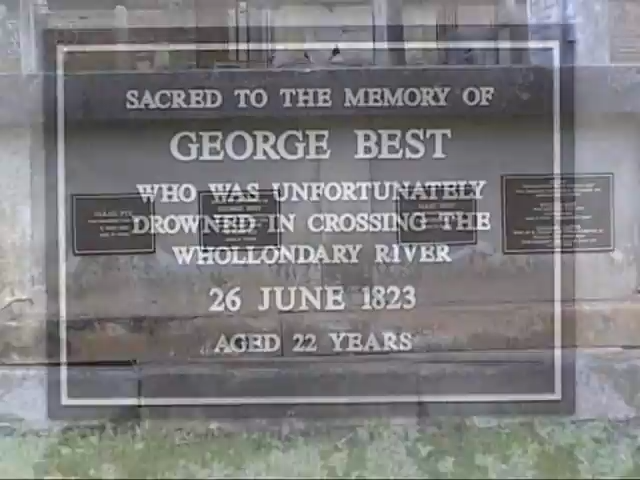 SACRED TO THE MEMORY OF
GEORGE BEST
WHO WAS UNFORTUNATELY
DROWNED IN CROSSING THE
WHOLLONDARY RIVER
26 JUNE 1823
AGED 22 YEARS